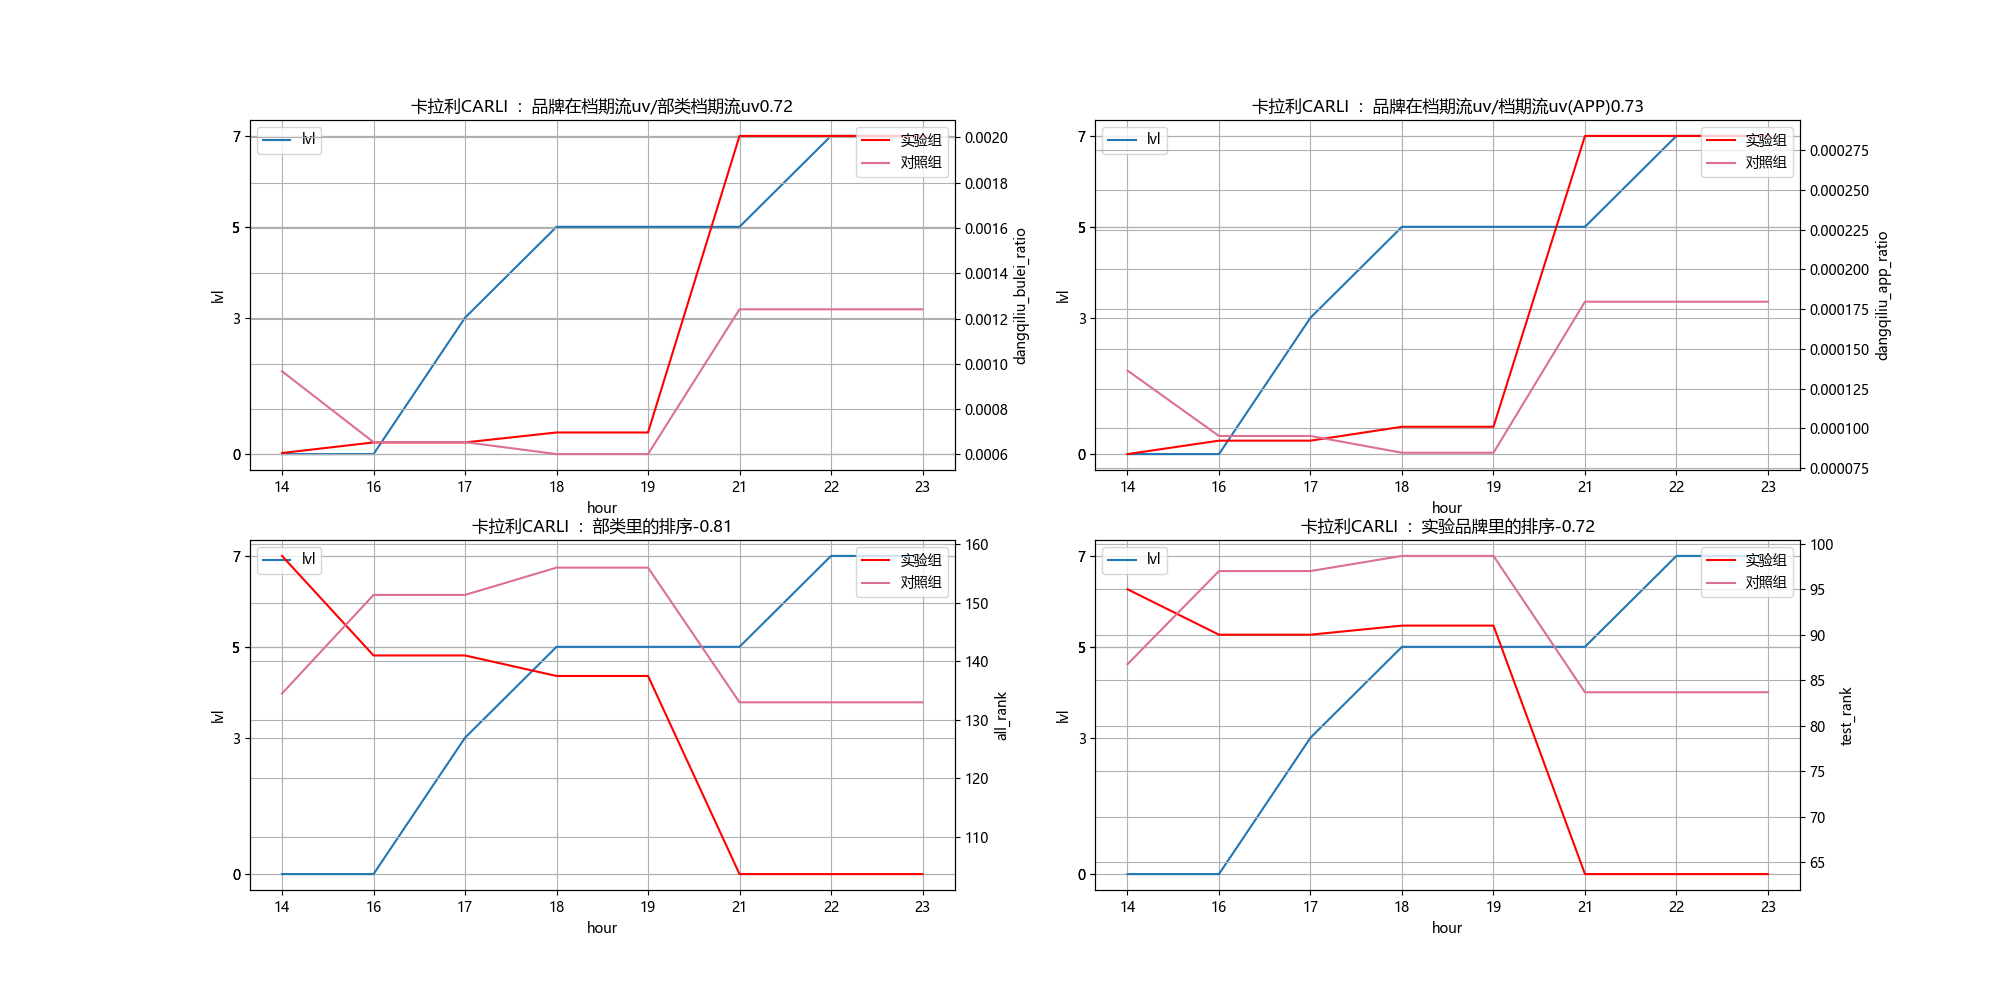 卡拉利CARLI ： 品牌在档期流uv/部类档期流uv0.72
lvl
实验组
对照组
7
5
3
0
lvl
0.0020
0.0018
0.0016
0.0014
0.0012
0.0010
0.0008
0.0006
dangqiliu_bulei_ratio
14 16 17 18 19 21 22 23
hour
卡拉利CARLI ： 品牌在档期流uv/档期流uv(APP)0.73
lvl
实验组
对照组
7
5
3
0
lvl
0.000275
0.000250
0.000225
0.000200
0.000175
0.000150
0.000125
0.000100
0.000075
dangqiliu_app_ratio
14 16 17 18 19 21 22 23
hour
卡拉利CARLI ： 部类里的排序-0.81
lvl
实验组
对照组
7
5
3
0
lvl
160
150
140
130
120
110
all_rank
14 16 17 18 19 21 22 23
hour
卡拉利CARLI ： 实验品牌里的排序-0.72
lvl
实验组
对照组
7
5
3
0
lvl
100
95
90
85
80
75
70
65
test_rank
14 16 17 18 19 21 22 23
hour